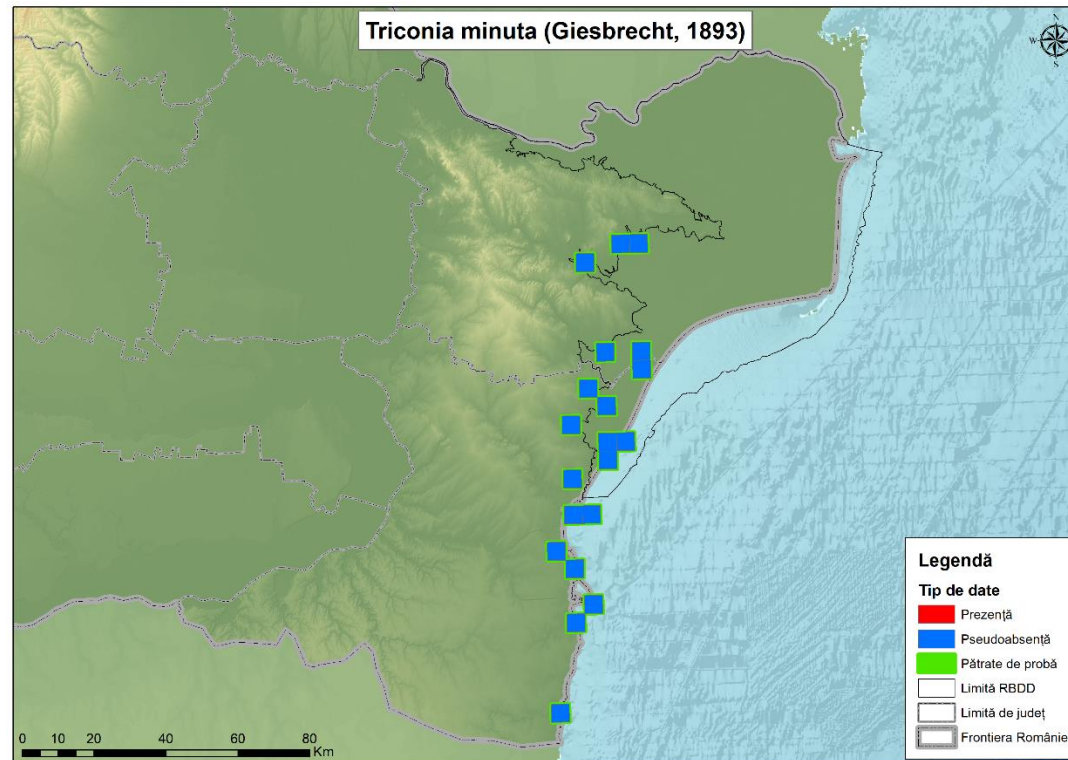 Triconia minuta (Giesbrecht, 1893)
N
W
E
S
Legendă
Tip de date
Prezență
Pseudoabsență
Pătrate de probă
Limită RBDD
Limită de județ
Frontiera Românie
0 10 20 40 60 80
Km